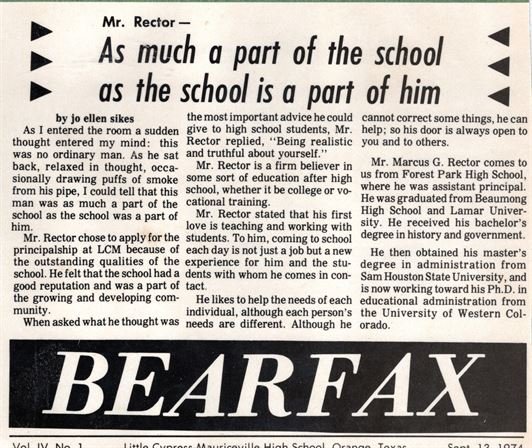 Mr. Rector—
As much a part of the school
as the school is a part of him
by jo ellen sikes
As I entered the room a sudden
thought entered my mind: this
was no ordinary man. As he sat
back, relaxed in thought, occa-
sionally drawing puffs of smoke
from his pipe, I could tell that this
man was as much a part of the
school as the school was a part of
him.
Mr. Rector chose to apply for the
principalship at LCM because of
the outstanding qualities of the
school. He felt that the school had a
good reputation and was a part of
the growing and developing com-
munity.
When asked what he thought was
the most important advice he could
give to high school students, Mr.
Rector replied, "Being realistic
and truthful about yourself."
Mr. Rector is a firm believer in
some sort of education after high
school, whether it be college or vo-
cational training.
Mr. Rector stated that his first
love is teaching and working with
students. To him, coming to school
each day is not just a job but a new
experience for him and the stu-
dents with whom he comes in con-
tact.
He likes to help the needs of each
individual, although each person's
needs are different. Although he
cannot correct some things, he can
help; so his door is always open to
you and to others.
Mr. Marcus G. Rector comes to
us from Forest Park High School,
where he was assistant principal.
He was graduated from Beaumong
High School and Lamar Univer-
sity. He received his bachelor's
degree in history and government.
He then obtained his master's
degree in administration from
Sam Houston State University, and
is now working toward his Ph.D. in
educational administration from
the University of Western Col-
orado.
BEARFAX
Vol. IV, No. 1 Little Cypress Mauriceville High School, Orange, Texas Sept. 13, 1974